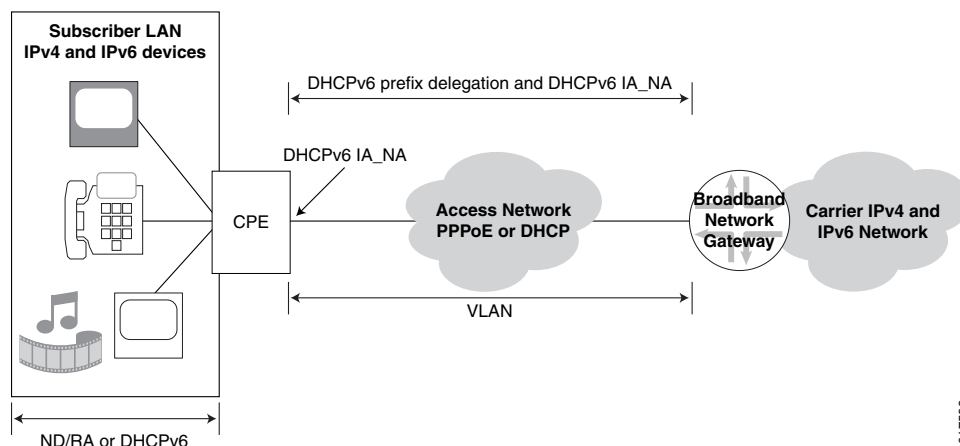 Subscriber LAN
IPv4 and IPv6 devices
DHCPv6 prefix delegation and DHCPv6 IA_NA
DHCPv6 IA_NA
CPE
Access Network
PPPoE or DHCP
Broadband
Network
Gateway
Carrier IPv4 and
IPv6 Network
VLAN
ND/RA or DHCPv6